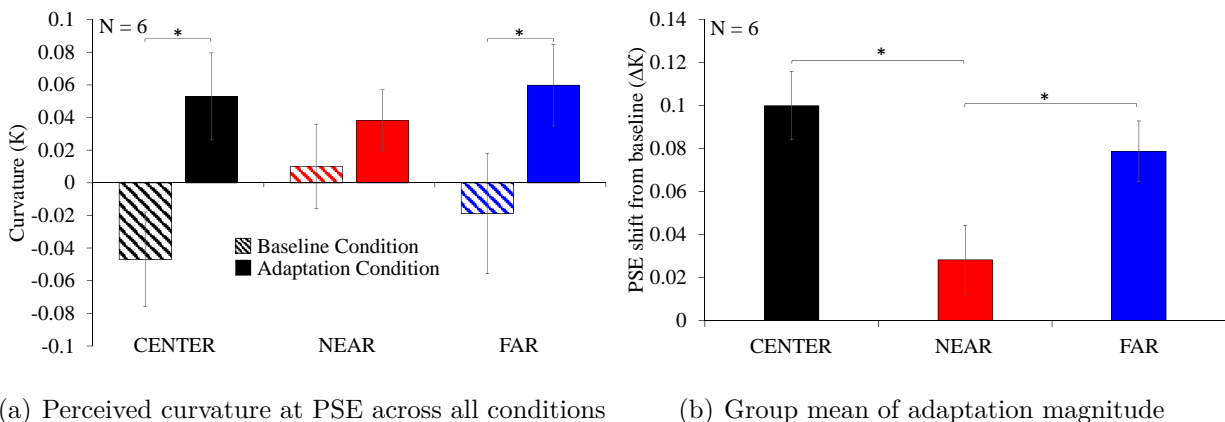 0.1
0.08
0.06
0.04
0.02
0
-0.02
-0.04
-0.06
-0.08
-0.1
Curvature (K)
N = 6
*
*
Baseline Condition
Adaptation Condition
CENTER NEAR FAR
(a) Perceived curvature at PSE across all conditions
0.14
0.12
0.1
0.08
0.06
0.04
0.02
0
PSE shift from baseline (ΔK)
N = 6
*
*
CENTER NEAR FAR
(b) Group mean of adaptation magnitude